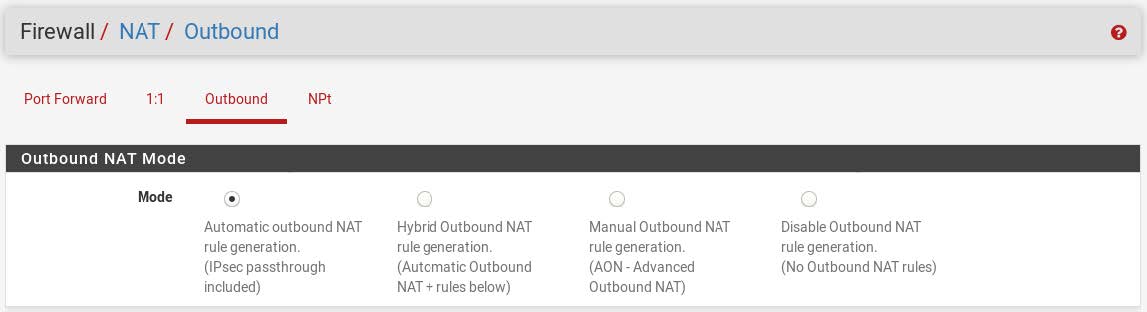 Firewall / NAT / Outbound
Port Forward 1:1 Outbound NPt
Outbound NAT Mode
Mode
Automatic outbound NAT
rule generation.
(IPsec passthrough
included)
Hybrid Outbound NAT
rule generation.
(Automatic Outbound
NAT + rules below)
Manual Outbound NAT
rule generation.
(AON - Advanced
Outbound NAT)
Disable Outbound NAT
rule generation.
(No Outbound NAT rules)